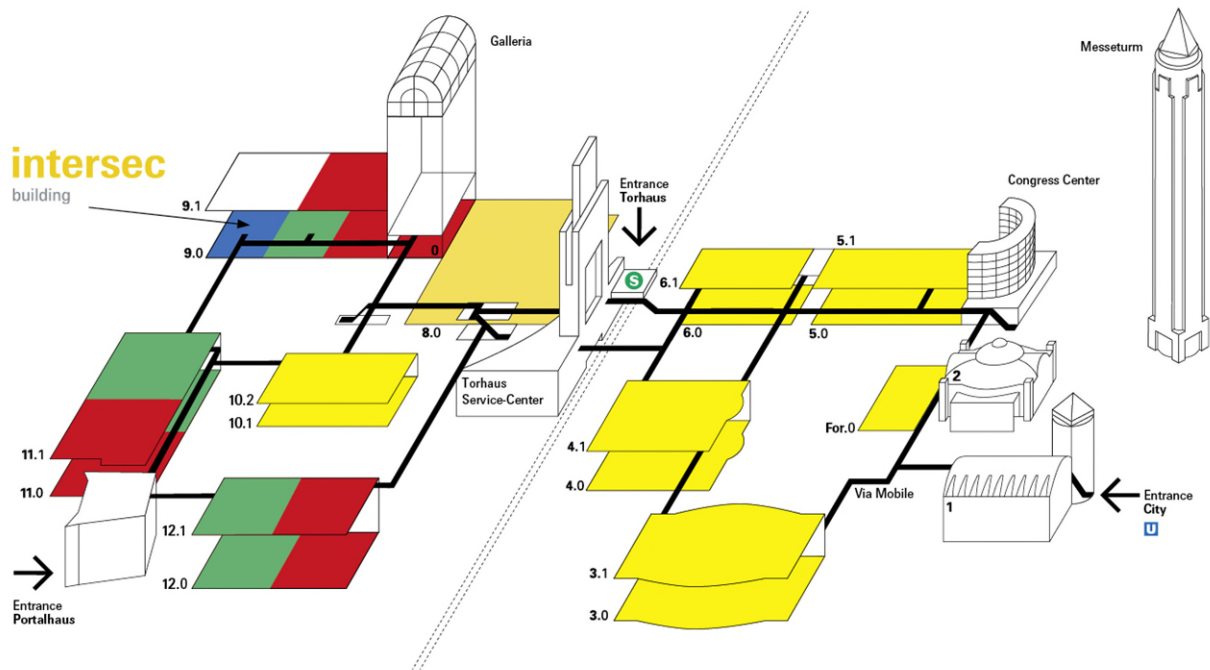 Galleria
Messeturm
intersec
building
Entrance
Torhaus
Congress Center
9.1
9.0
0
S
6.1
5.1
8.0
6.0
5.0
Torhaus
Service-Center
10.2
10.1
2
For.0
11.1
11.0
4.1
4.0
Via Mobile
1
Entrance
City
U
12.1
12.0
3.1
3.0
Entrance
Portalhaus